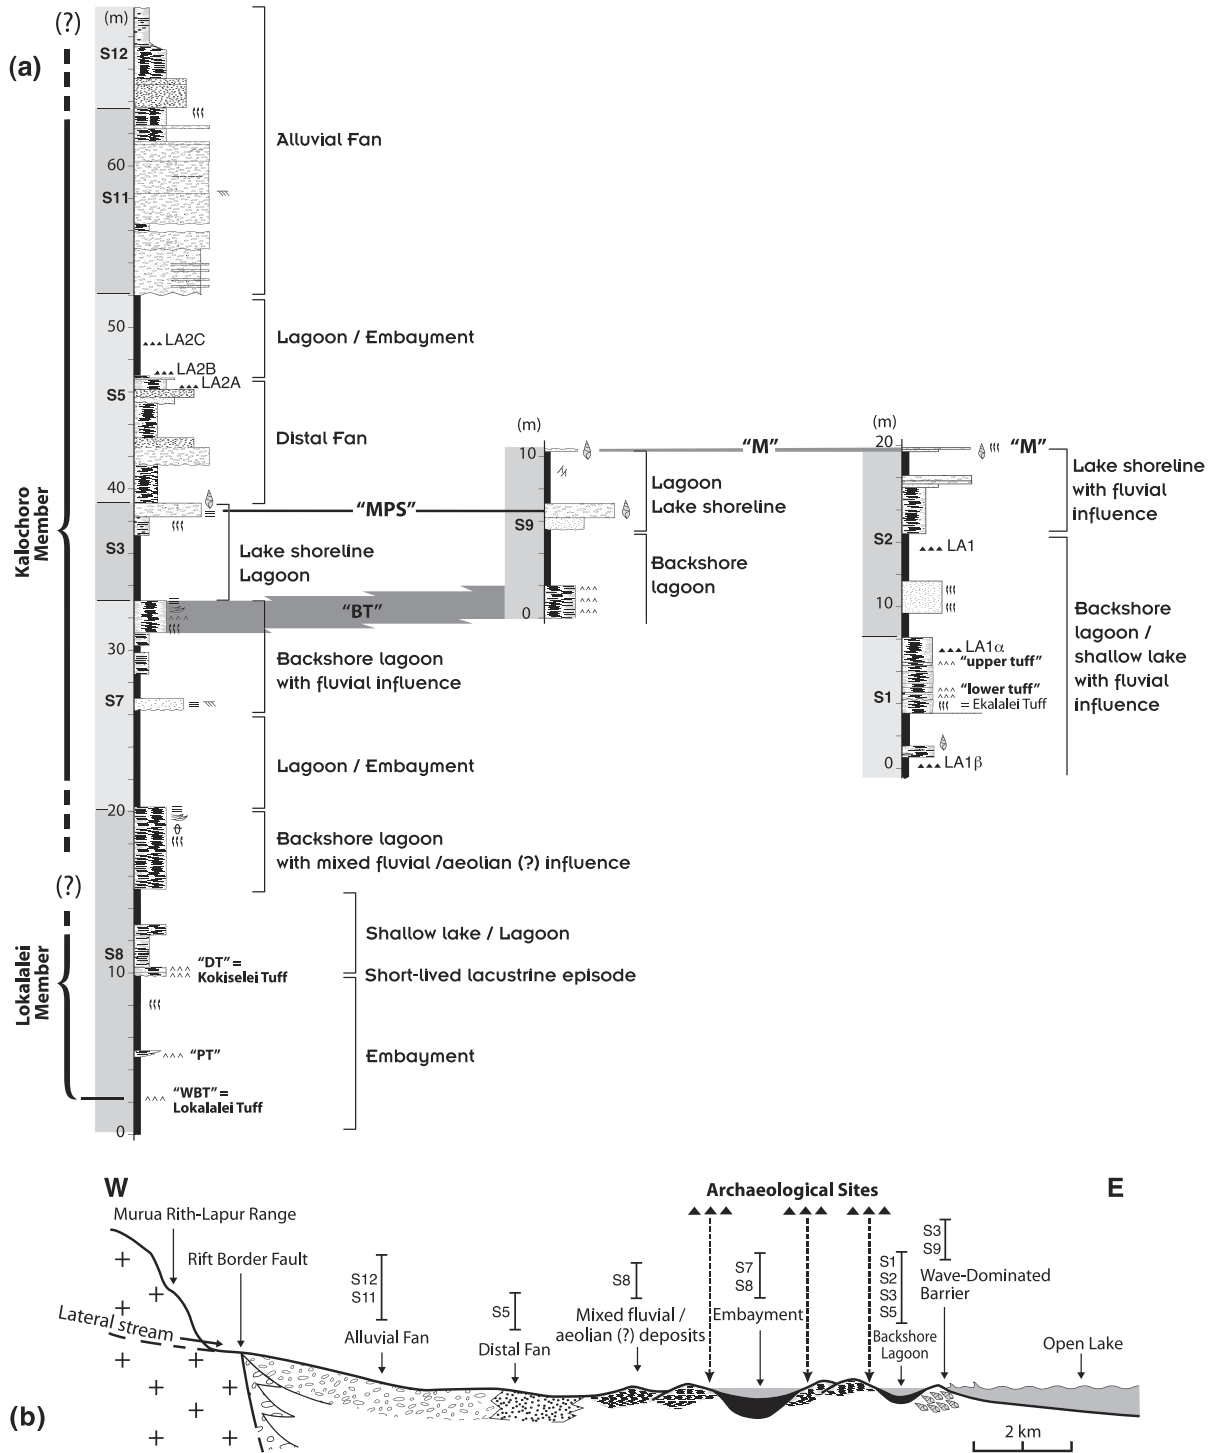 (a)
(?)
(m)
S12
60
S11
50
S5
40
S3
30
S7
20
S8
10
0
Kalochoro
Member
(?)
Lokalalei
Member
Alluvial Fan
LA2C
LA2B
LA2A
Lagoon / Embayment
Distal Fan
"MPS"
Lake shoreline
Lagoon
"BT"
Backshore lagoon
with fluvial influence
Lagoon / Embayment
Backshore lagoon
with mixed fluvial /aeolian (?) influence
Shallow lake / Lagoon
"DT" =
Kokiselei Tuff
Short-lived lacustrine episode
"PT"
Embayment
"WBT" =
Lokalalei Tuff
(m)
10
S9
0
Lagoon
Lake shoreline
Backshore
lagoon
"M"
(m)
20
S2
10
S1
0
"M"
LA1
LA1α
"upper tuff"
"lower tuff"
= Ekalalei Tuff
LA1β
Lake shoreline
with fluvial
influence
Backshore
lagoon /
shallow lake
with fluvial
influence
(b)
W
E
Archaeological Sites
Murua Rith-Lapur Range
Rift Border Fault
Lateral stream
S12
S11
Alluvial Fan
S5
Distal Fan
S8
Mixed fluvial /
aeolian (?) deposits
S7
S8
Embayment
S1
S2
S3
S5
Backshore
Lagoon
S3
S9
Wave-Dominated
Barrier
Open Lake
2 km